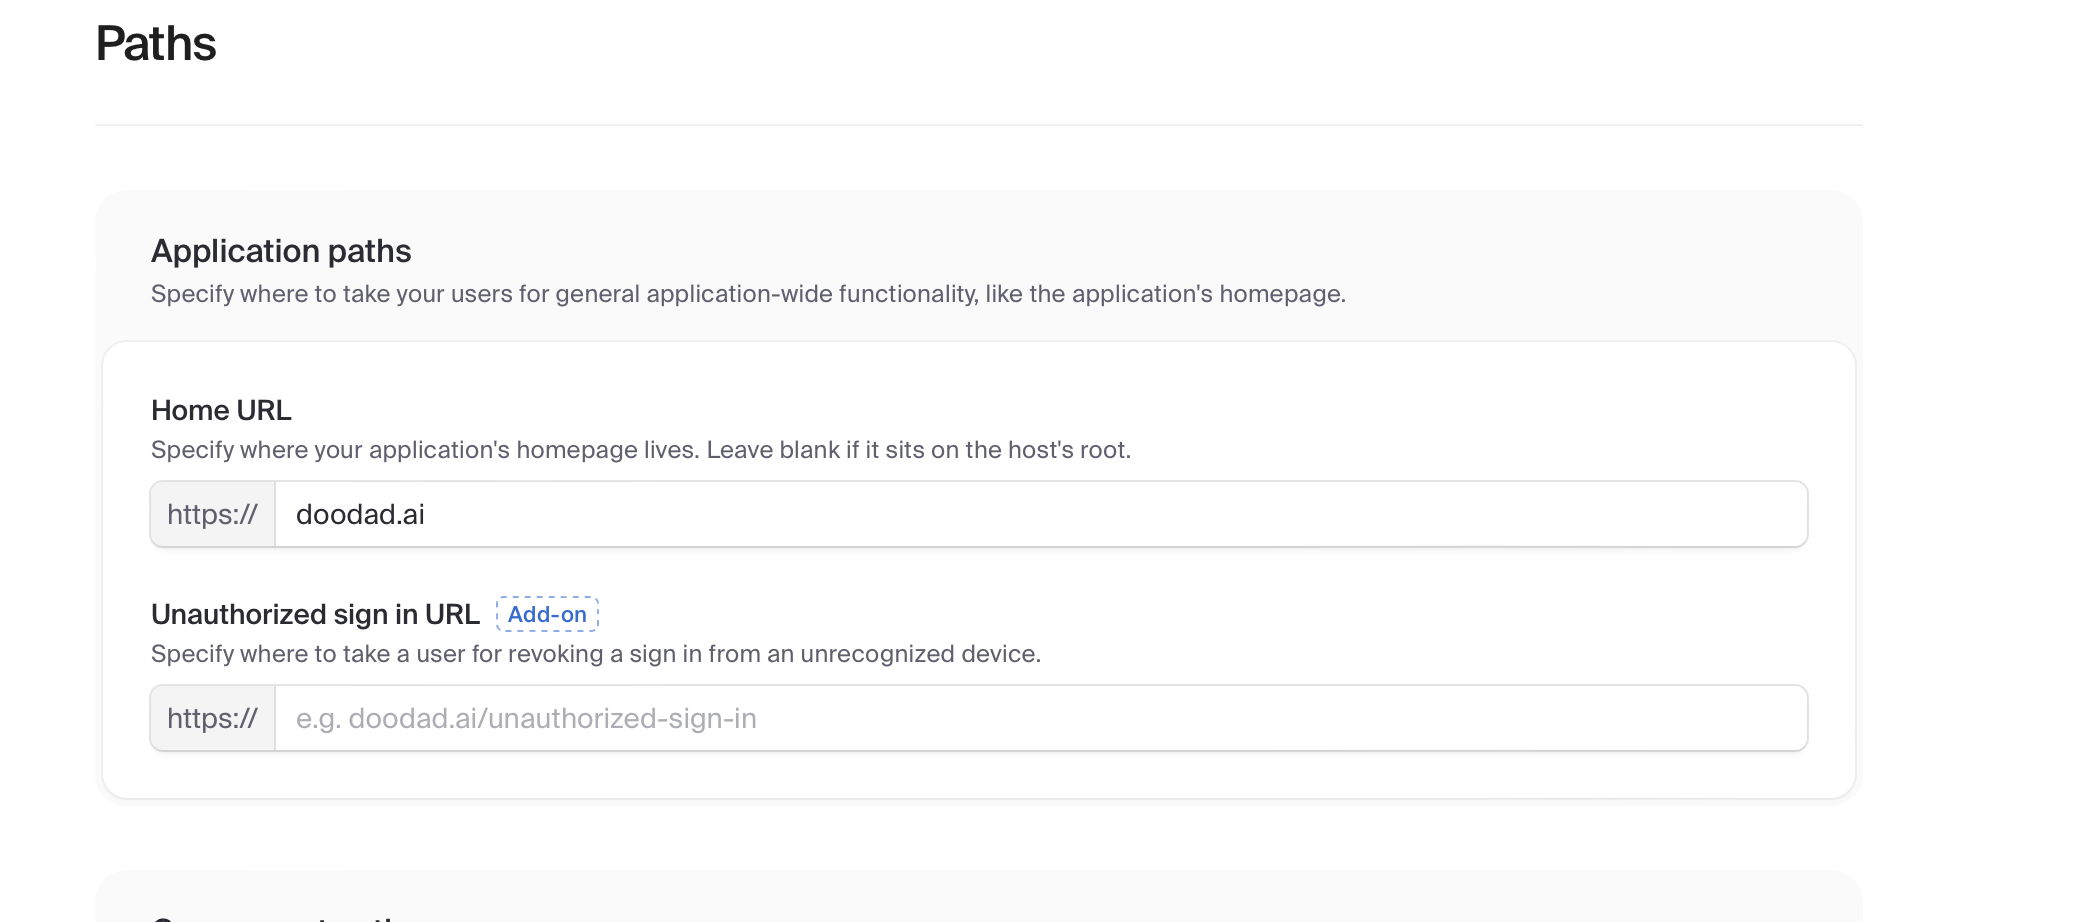 Paths
Application paths
Specify where to take your users for general application-wide functionality, like the application's homepage.
Home URL
Specify where your application's homepage lives. Leave blank if it sits on the host's root.
https:// doodad.ai
Unauthorized sign in URL Add-on
Specify where to take a user for revoking a sign in from an unrecognized device.
https:// e.g. doodad.ai/unauthorized-sign-in